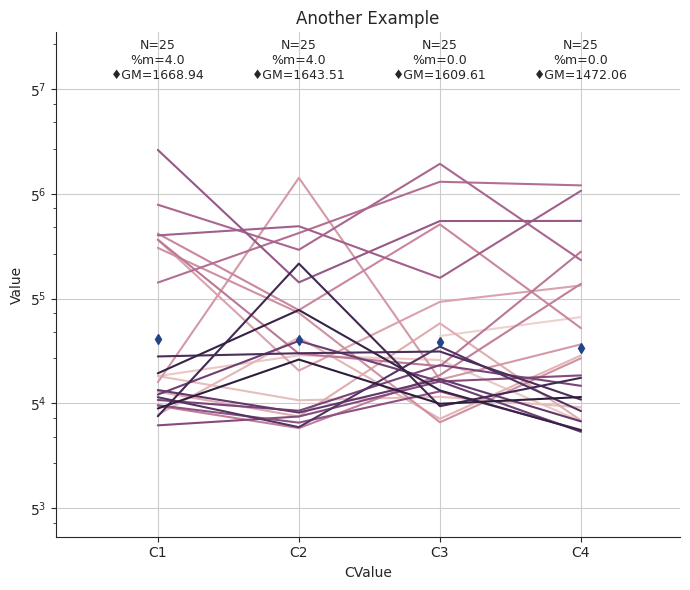 Another Example
N=25 N=25 N=25 N=25
%m=4.0 %m=4.0 %m=0.0 %m=0.0
♦GM=1668.94 ♦GM=1643.51 ♦GM=1609.61 ♦GM=1472.06
5⁷
5⁶
5⁵
5⁴
5³
Value
C1 C2 C3 C4
CValue